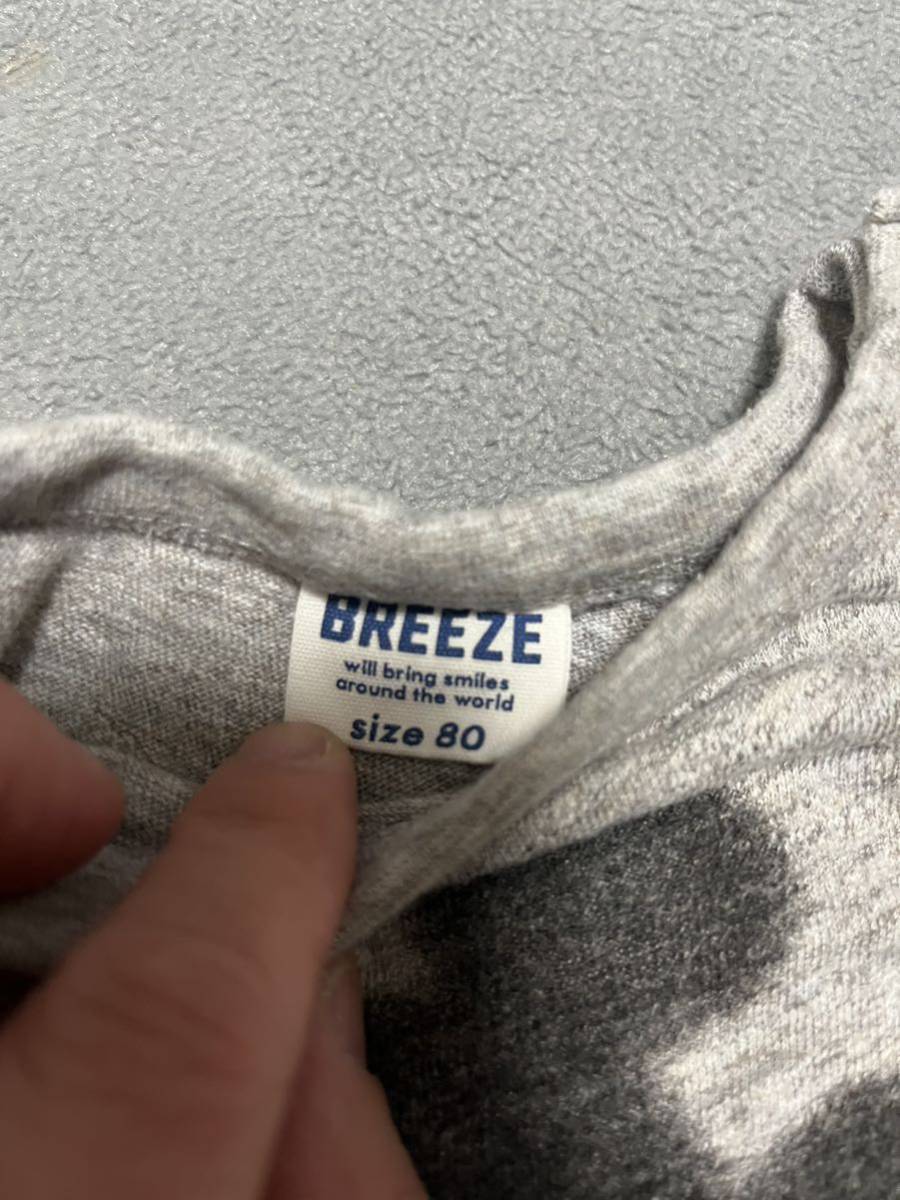 BREEZE
will bring smiles
around the world
size 80